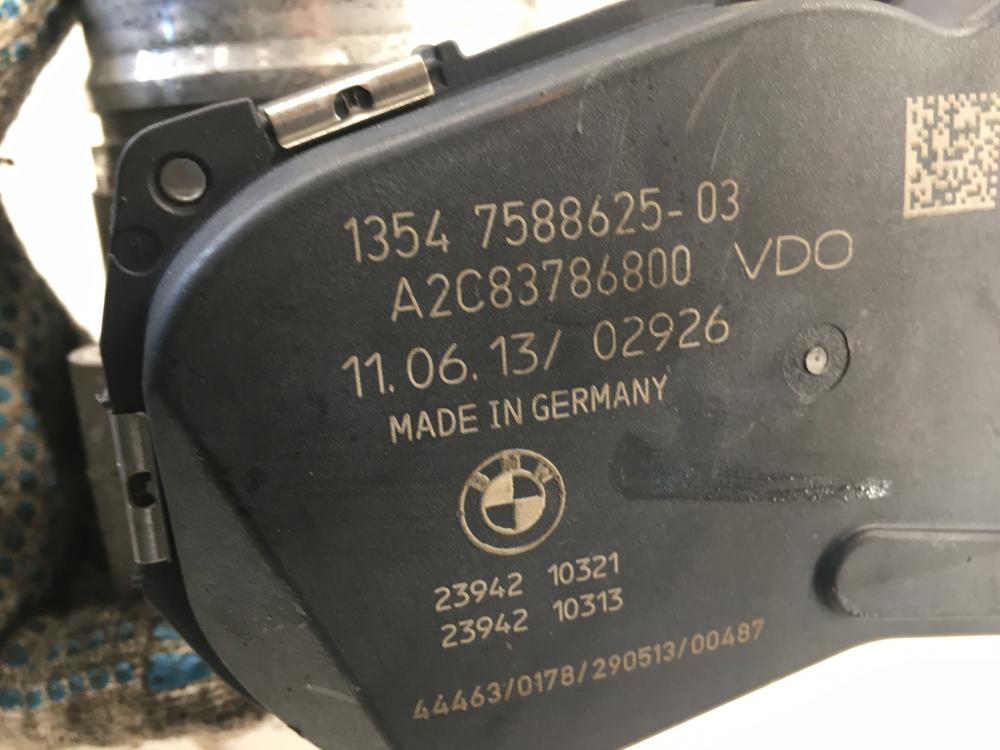 1354 7588625-03
A2C83786800 VDO
11.06.13/ 02926
MADE IN GERMANY
BMW
23942 10321
23942 10313
44463/0178/290513/00487